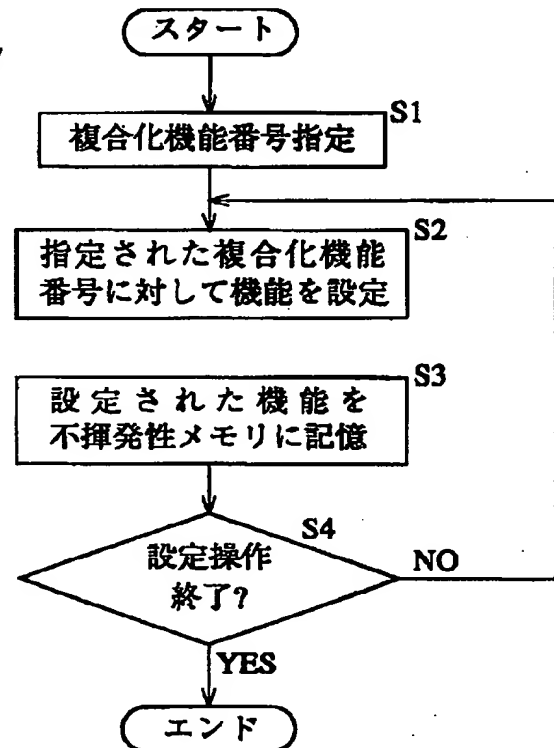 スタート
S1
複合化機能番号指定
S2
指定された複合化機能
番号に対して機能を設定
S3
設定された機能を
不揮発性メモリに記憶
S4
設定操作
終了?
NO
YES
エンド